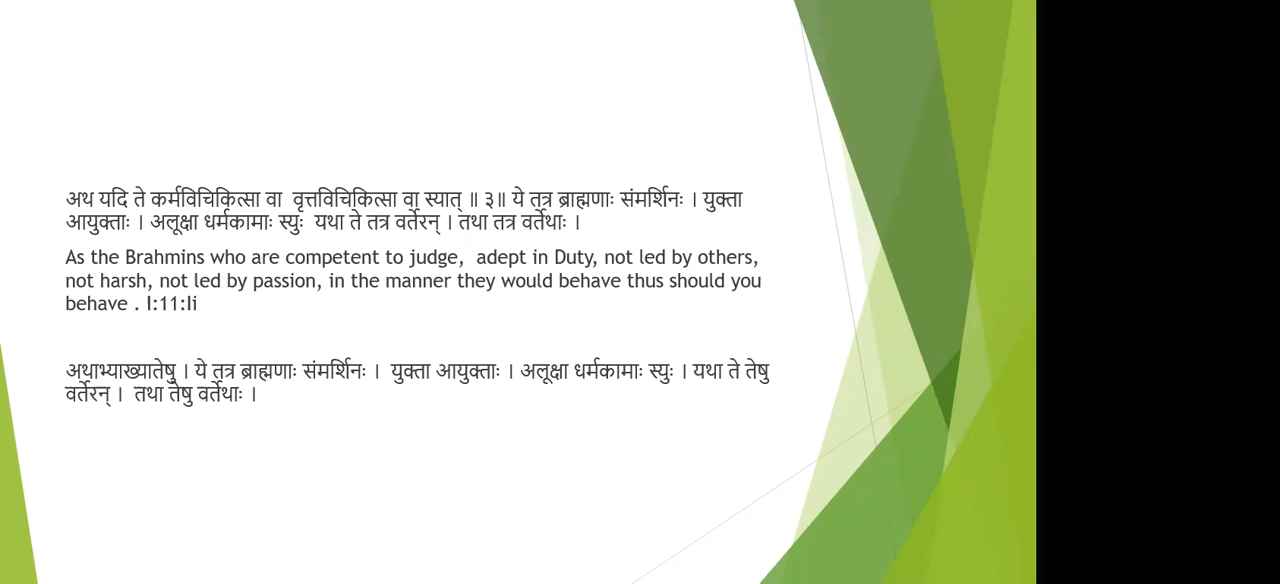 अथ यदि ते कर्मविचिकित्सा वा  वृत्तविचिकित्सा वा स्यात् ॥ ३॥ ये तत्र ब्राह्मणाः संमर्शिनः । युक्ता
आयुक्ताः । अलूक्षा धर्मकामाः स्युः  यथा ते तत्र वर्तेरन् । तथा तत्र वर्तेथाः ।
As the Brahmins who are competent to judge,  adept in Duty, not led by others,
not harsh, not led by passion, in the manner they would behave thus should you
behave . I:11:Ii
अथाभ्याख्यातेषु । ये तत्र ब्राह्मणाः संमर्शिनः ।  युक्ता आयुक्ताः । अलूक्षा धर्मकामाः स्युः । यथा ते तेषु
वर्तेरन् ।  तथा तेषु वर्तेथाः ।